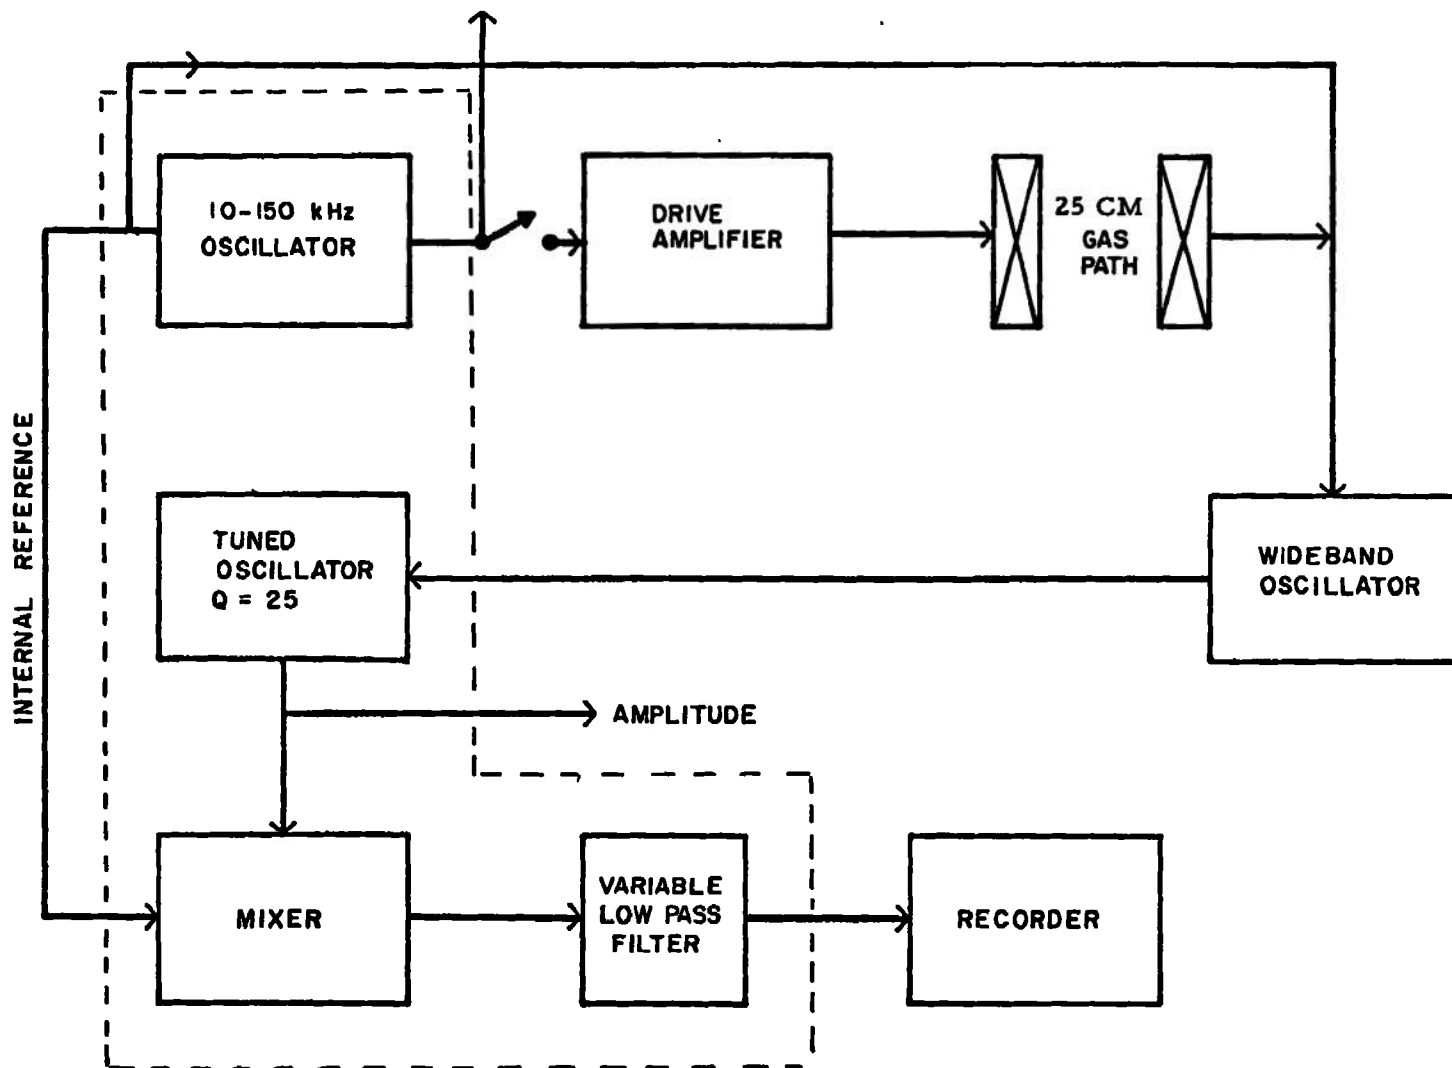 10-150 kHz
OSCILLATOR
DRIVE
AMPLIFIER
25 CM
GAS
PATH
INTERNAL REFERENCE
TUNED
OSCILLATOR
Q = 25
WIDEBAND
OSCILLATOR
AMPLITUDE
MIXER
VARIABLE
LOW PASS
FILTER
RECORDER